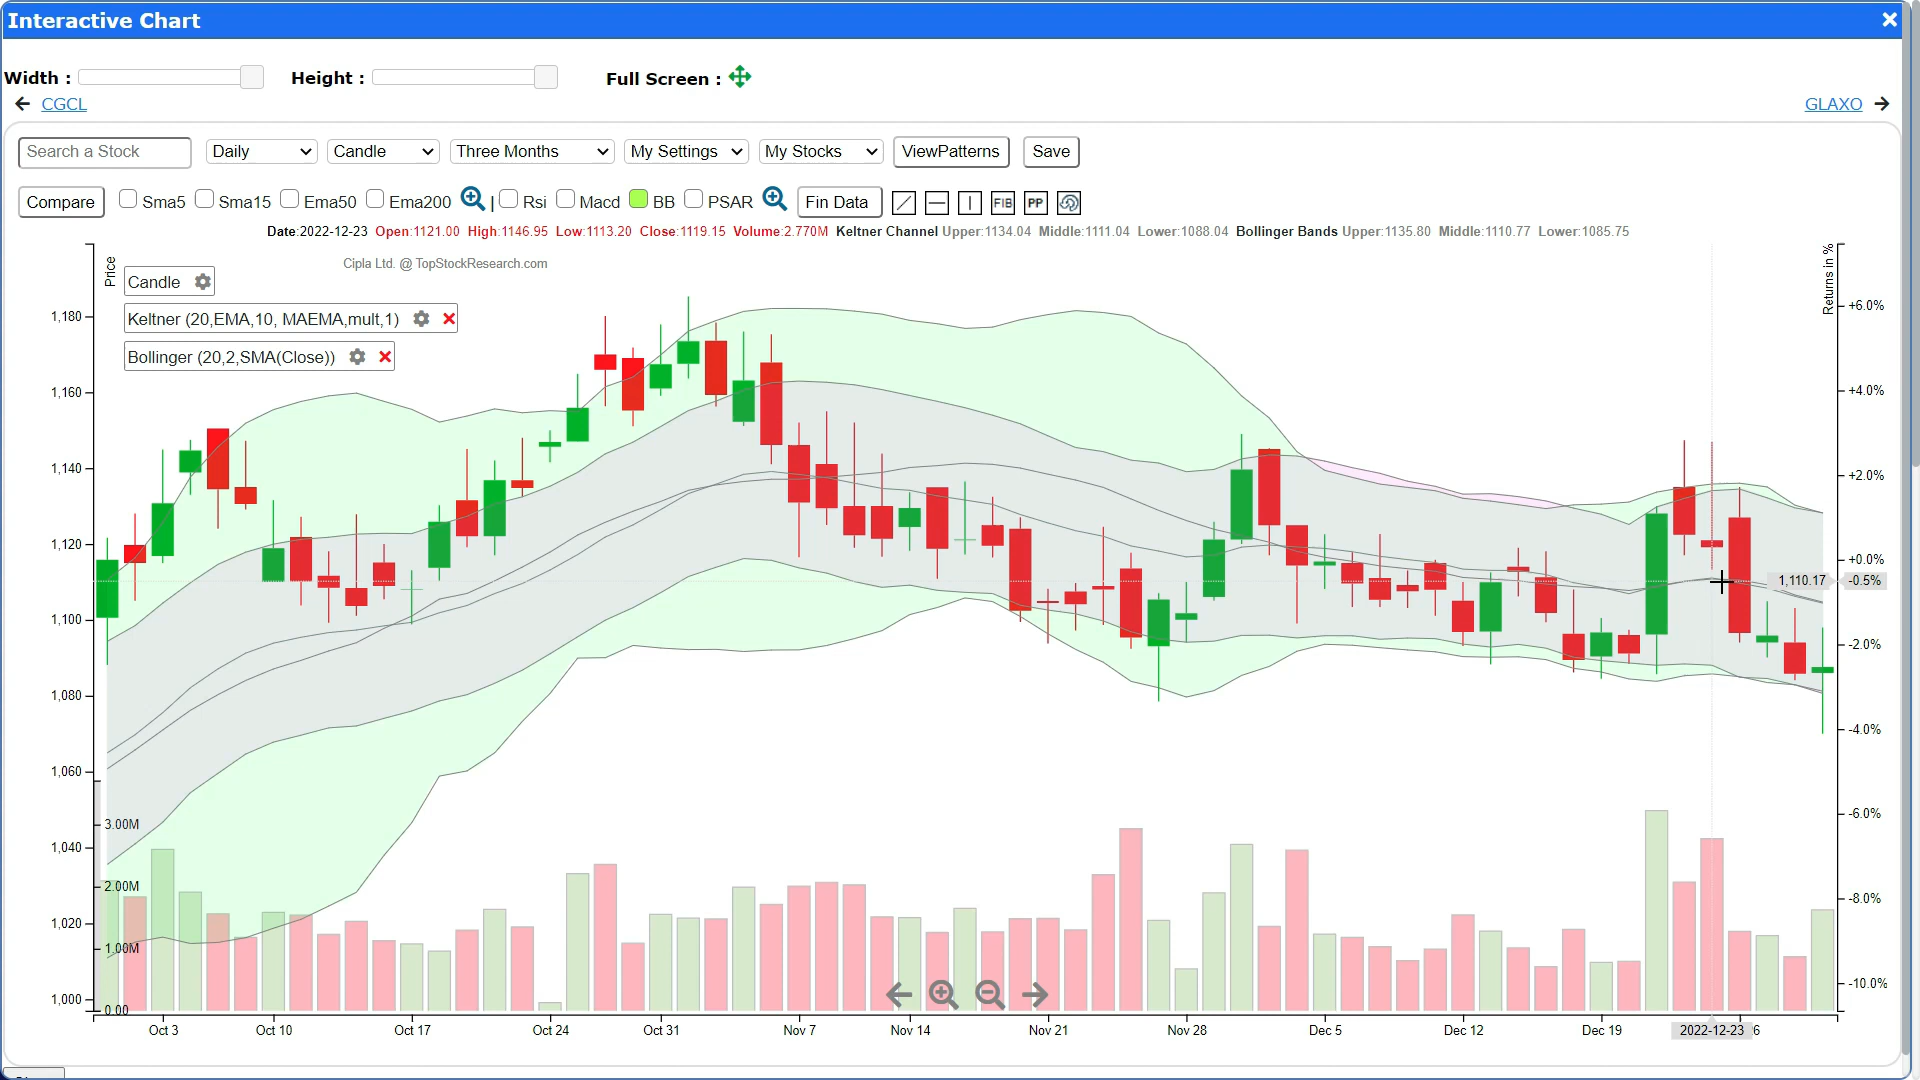 Interactive Chart
Width :
Height :
Full Screen :
CGCL
GLAXO
Search a Stock
Daily
Candle
Three Months
My Settings
My Stocks
ViewPatterns
Save
Compare
Sma5
Sma15
Ema50
Ema200
|
Rsi
Macd
BB
PSAR
Fin Data
FIB
PP
Date:2022-12-23 Open:1121.00 High:1146.95 Low:1113.20 Close:1119.15 Volume:2.770M Keltner Channel Upper:1134.04 Middle:1111.04 Lower:1088.04 Bollinger Bands Upper:1135.80 Middle:1110.77 Lower:1085.75
Cipla Ltd. @ TopStockResearch.com
Price
Returns in %
Candle
Keltner (20,EMA,10, MAEMA,mult,1)
Bollinger (20,2,SMA(Close))
1,180
1,160
1,140
1,120
1,100
1,080
1,060
1,040
1,020
1,000
3.00M
2.00M
1.00M
0.00
+6.0%
+4.0%
+2.0%
+0.0%
1,110.17
-0.5%
-2.0%
-4.0%
-6.0%
-8.0%
-10.0%
Oct 3
Oct 10
Oct 17
Oct 24
Oct 31
Nov 7
Nov 14
Nov 21
Nov 28
Dec 5
Dec 12
Dec 19
2022-12-23
6